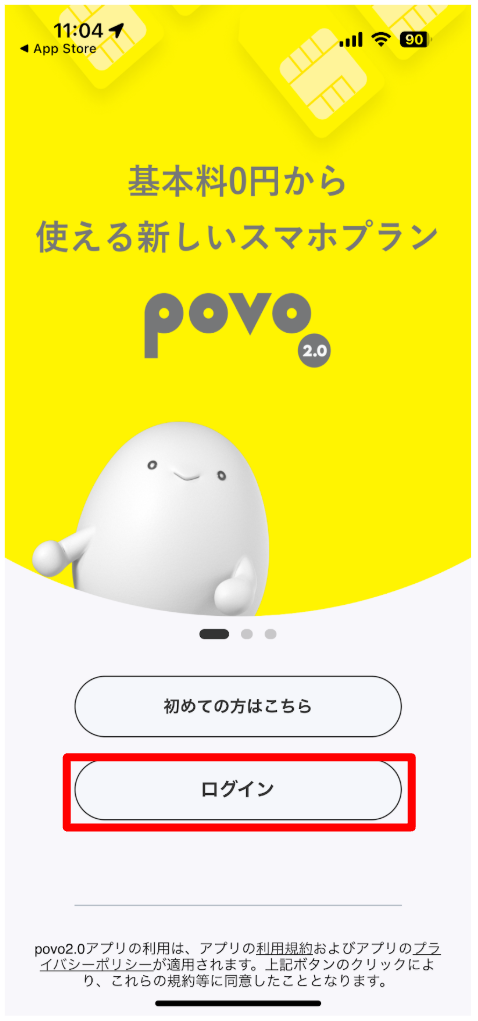 11:04
90
App Store
基本料0円から
使える新しいスマホプラン
povo
2.0
初めての方はこちら
ログイン
povo2.0アプリの利用は、アプリの利用規約およびアプリのプラ
イバシーポリシーが適用されます。上記ボタンのクリックによ
り、これらの規約等に同意したこととなります。